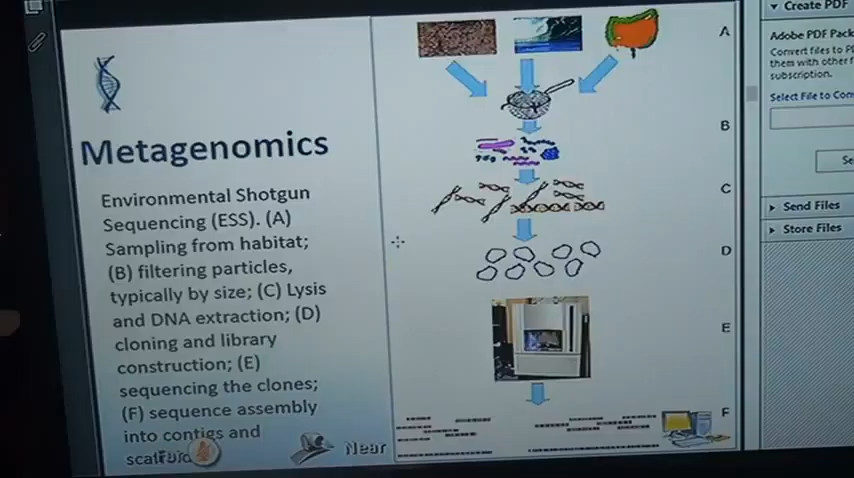 Metagenomics
Environmental Shotgun
Sequencing (ESS). (A)
Sampling from habitat;
(B) filtering particles,
typically by size; (C) Lysis
and DNA extraction; (D)
cloning and library
construction; (E)
sequencing the clones;
(F) sequence assembly
into contigs and
Near
A
B
C
D
E
F
Create PDF
Adobe PDF Pack
Convert files to
them with other
subscription.
Select File to
Send Files
Store Files